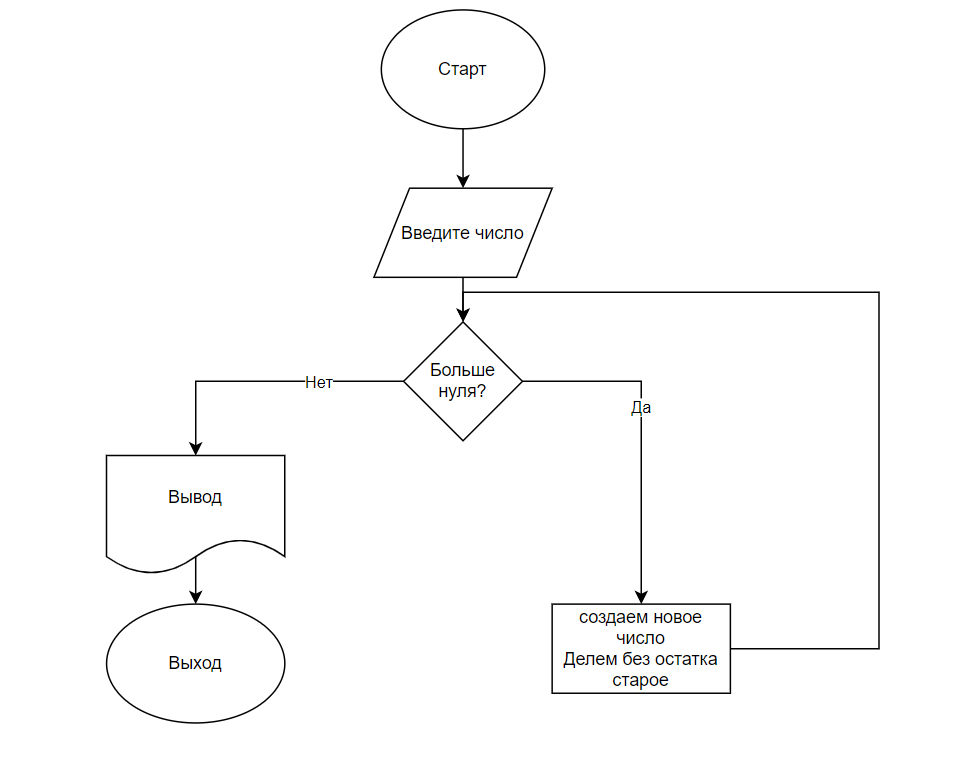 Старт
Введите число
Больше
нуля?
Нет
Да
Вывод
создаем новое
число
Делем без остатка
старое
Выход